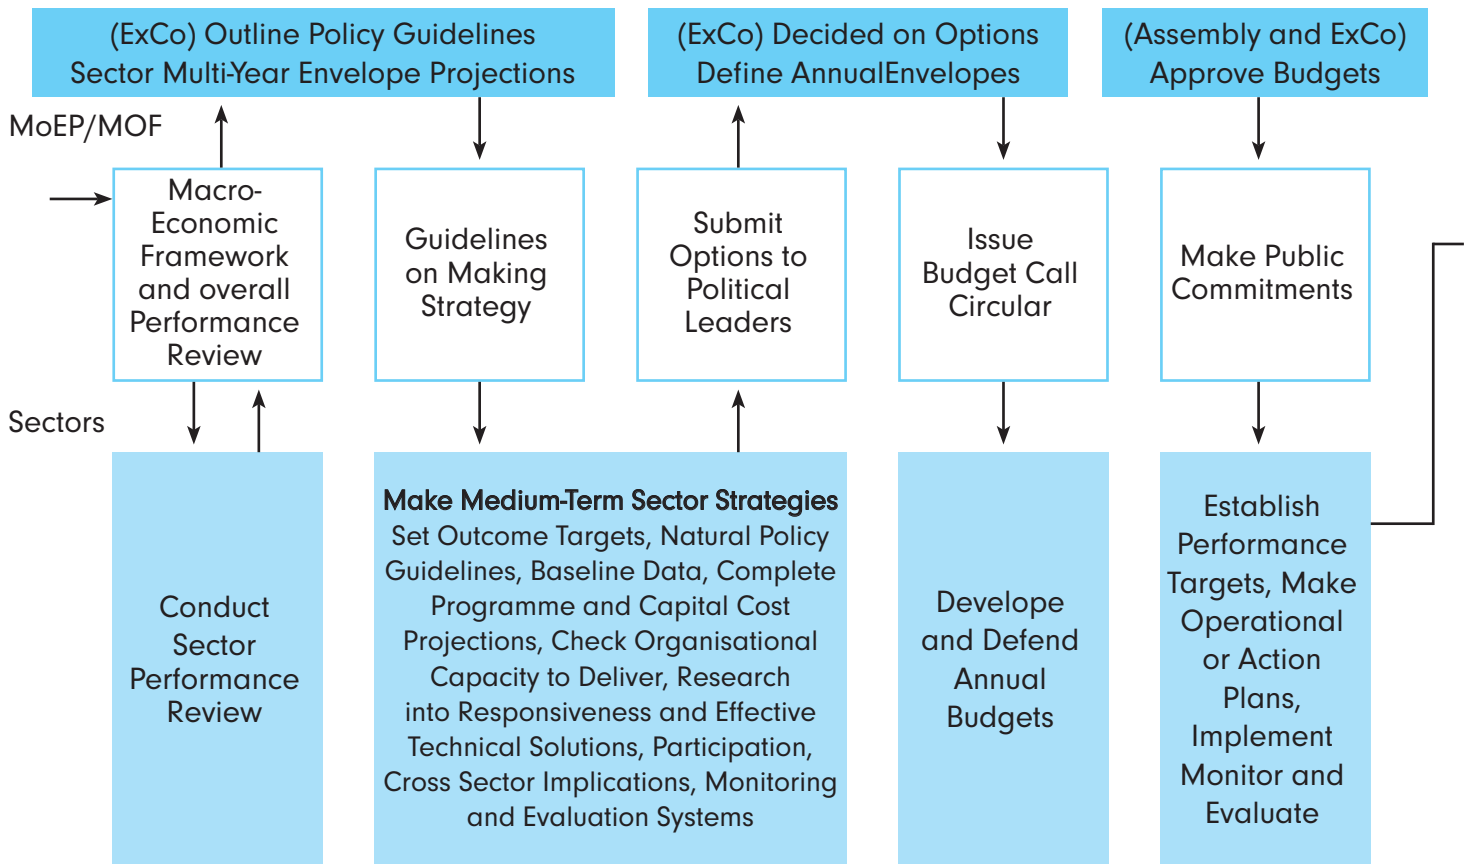 (ExCo) Outline Policy Guidelines
Sector Multi-Year Envelope Projections
(ExCo) Decided on Options
Define AnnualEnvelopes
(Assembly and ExCo)
Approve Budgets
MoEP/MOF
Macro-
Economic
Framework
and overall
Performance
Review
Guidelines
on Making
Strategy
Submit
Options to
Political
Leaders
Issue
Budget Call
Circular
Make Public
Commitments
Sectors
Conduct
Sector
Performance
Review
Make Medium-Term Sector Strategies
Set Outcome Targets, Natural Policy
Guidelines, Baseline Data, Complete
Programme and Capital Cost
Projections, Check Organisational
Capacity to Deliver, Research
into Responsiveness and Effective
Technical Solutions, Participation,
Cross Sector Implications, Monitoring
and Evaluation Systems
Develope
and Defend
Annual
Budgets
Establish
Performance
Targets, Make
Operational
or Action
Plans,
Implement
Monitor and
Evaluate